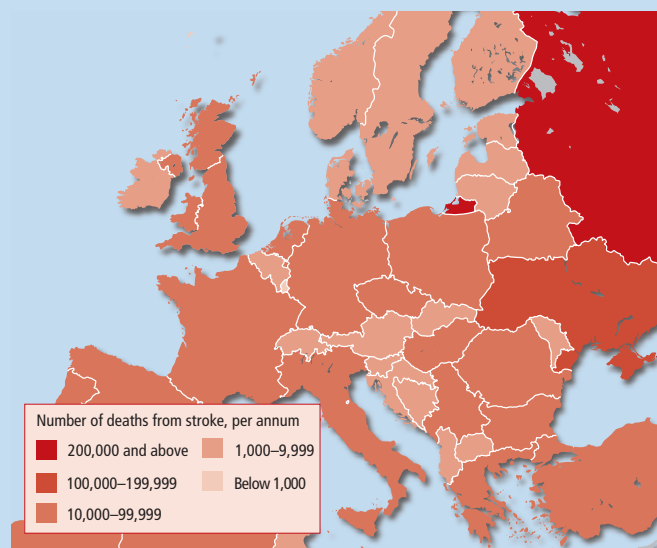 Number of deaths from stroke, per annum
200,000 and above
100,000–199,999
10,000–99,999
1,000–9,999
Below 1,000